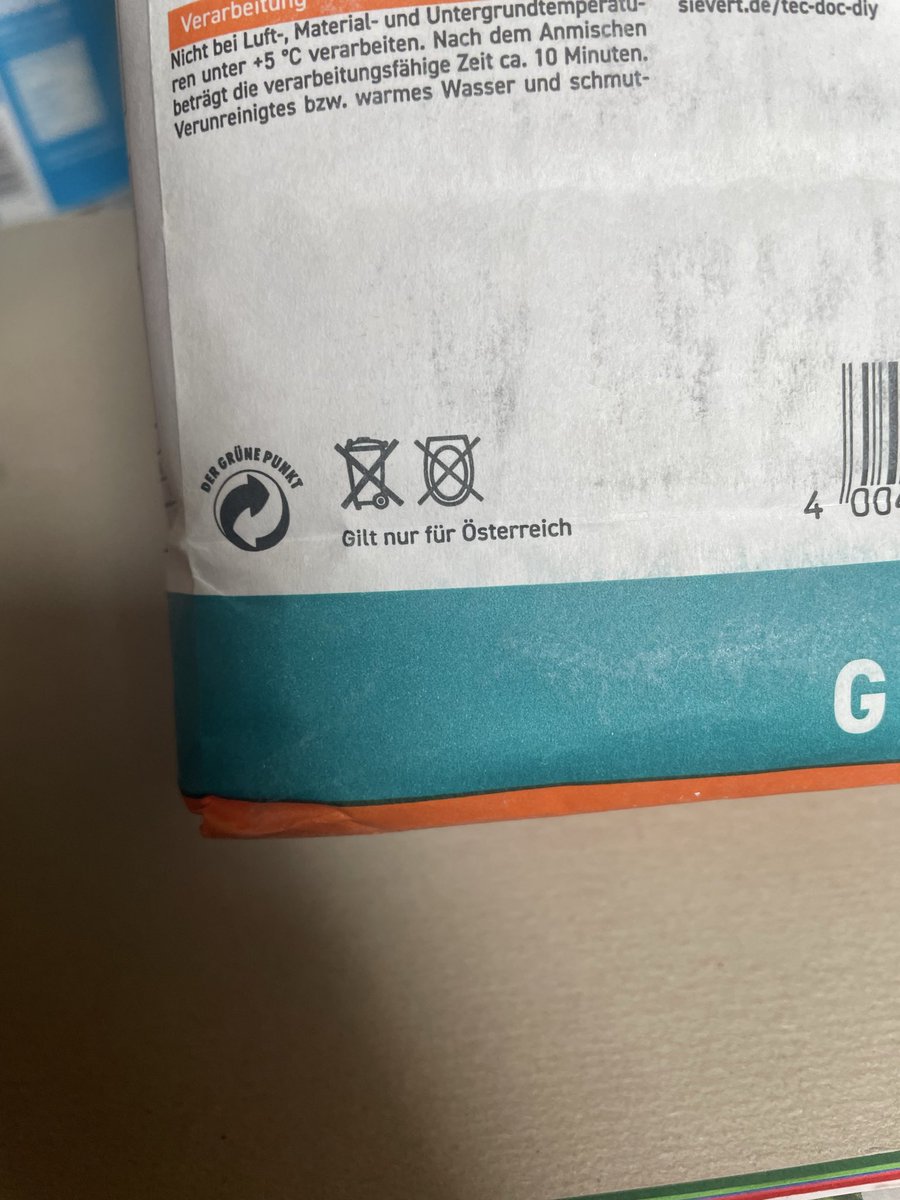 Verarbeitung
Nicht bei Luft-, Material- und Untergrundtemperatu-
ren unter +5 °C verarbeiten. Nach dem Anmischen
beträgt die verarbeitungsfähige Zeit ca. 10 Minuten.
Verunreinigtes bzw. warmes Wasser und schmut-
sievert.de/tec-doc-diy
DER GRÜNE PUNKT
Gilt nur für Österreich
4 004
G